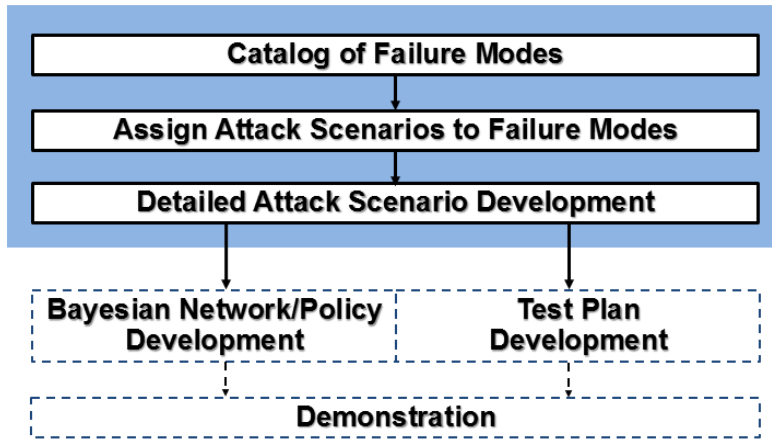 Catalog of Failure Modes
Assign Attack Scenarios to Failure Modes
Detailed Attack Scenario Development
Bayesian Network/Policy
Development
Test Plan
Development
Demonstration